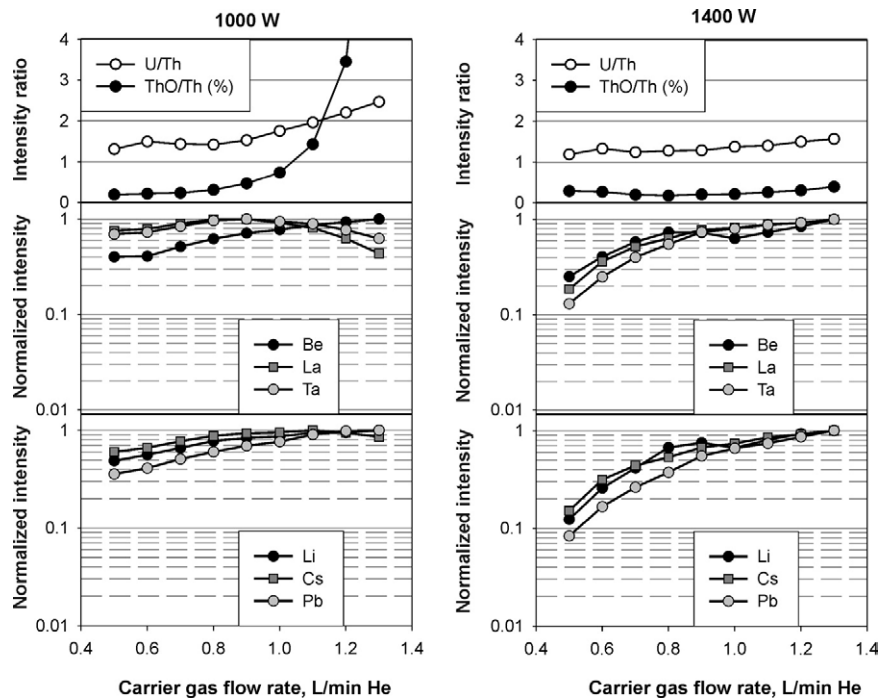 1000 W
1400 W
Intensity ratio
4
3
2
1
0
U/Th
ThO/Th (%)
Intensity ratio
4
3
2
1
0
U/Th
ThO/Th (%)
Normalized intensity
1
0.1
0.01
Be
La
Ta
Normalized intensity
1
0.1
0.01
Be
La
Ta
Normalized intensity
1
0.1
0.01
Li
Cs
Pb
Normalized intensity
1
0.1
0.01
Li
Cs
Pb
0.4 0.6 0.8 1.0 1.2 1.4
0.4 0.6 0.8 1.0 1.2 1.4
Carrier gas flow rate, L/min He
Carrier gas flow rate, L/min He